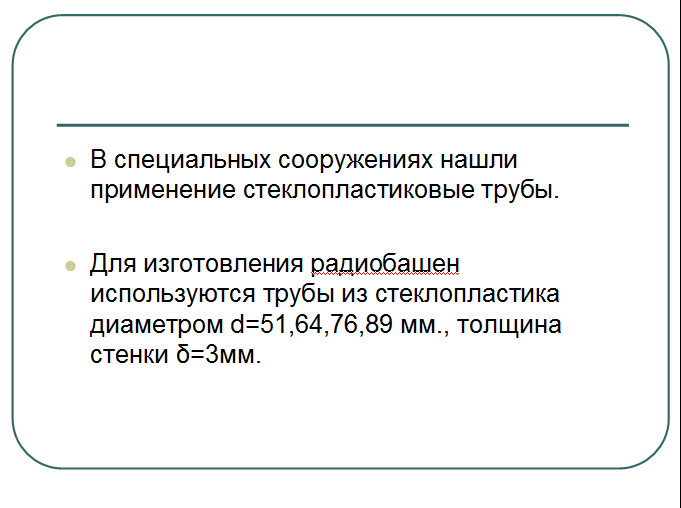 В специальных сооружениях нашли
применение стеклопластиковые трубы.
Для изготовления радиобашен
используются трубы из стеклопластика
диаметром d=51,64,76,89 мм., толщина
стенки δ=3мм.